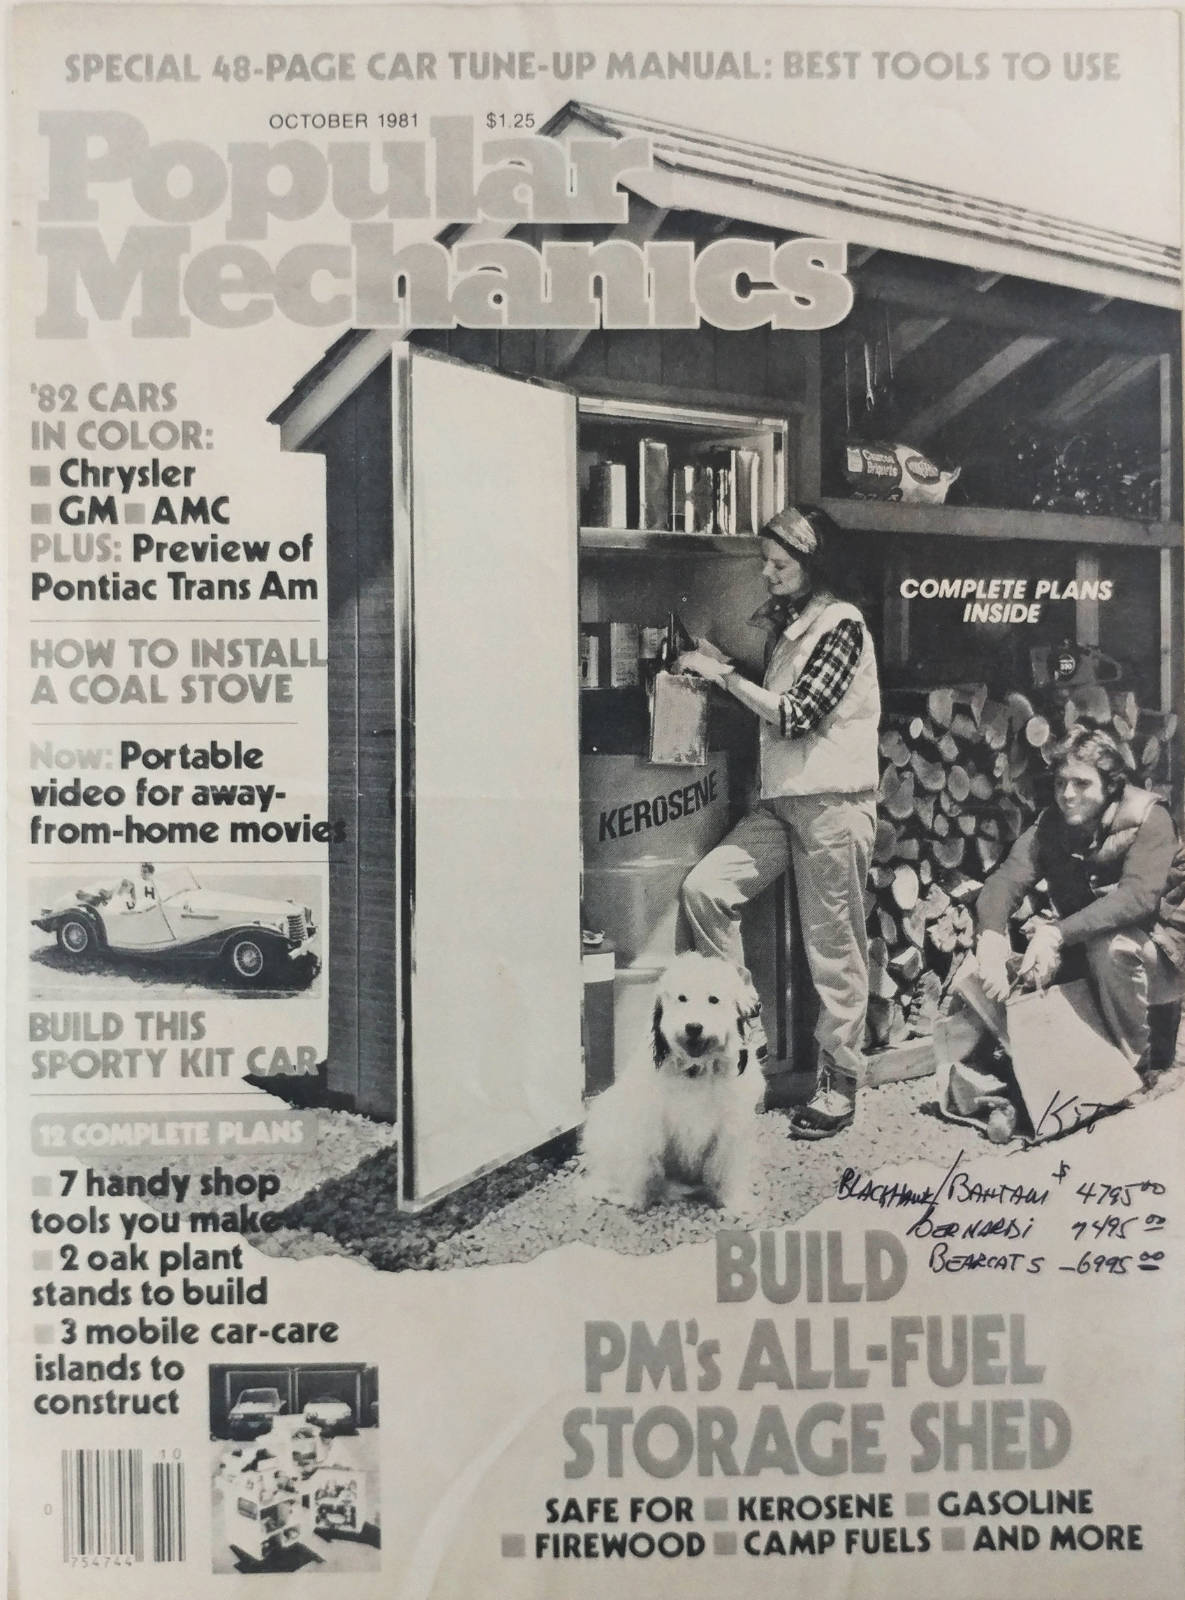 SPECIAL 48-PAGE CAR TUNE-UP MANUAL: BEST TOOLS TO USE
OCTOBER 1981 $1.25
Popular
Mechanics
'82 CARS
IN COLOR:
Chrysler
GM AMC
PLUS: Preview of
Pontiac Trans Am
HOW TO INSTALL
A COAL STOVE
Now: Portable
video for away-
from-home movies
BUILD THIS
SPORTY KIT CAR
12 COMPLETE PLANS
7 handy shop
tools you make
2 oak plant
stands to build
3 mobile car-care
islands to
construct
10
0
754744
Charcoal
Briquets
COMPLETE PLANS
INSIDE
KEROSENE
H
KIT
BLACKHAWK/BANTAM $ 4795.00
BERNARDI 7495.00
BEARCATS -6995.00
BUILD
PM's ALL-FUEL
STORAGE SHED
SAFE FOR KEROSENE GASOLINE
FIREWOOD CAMP FUELS AND MORE